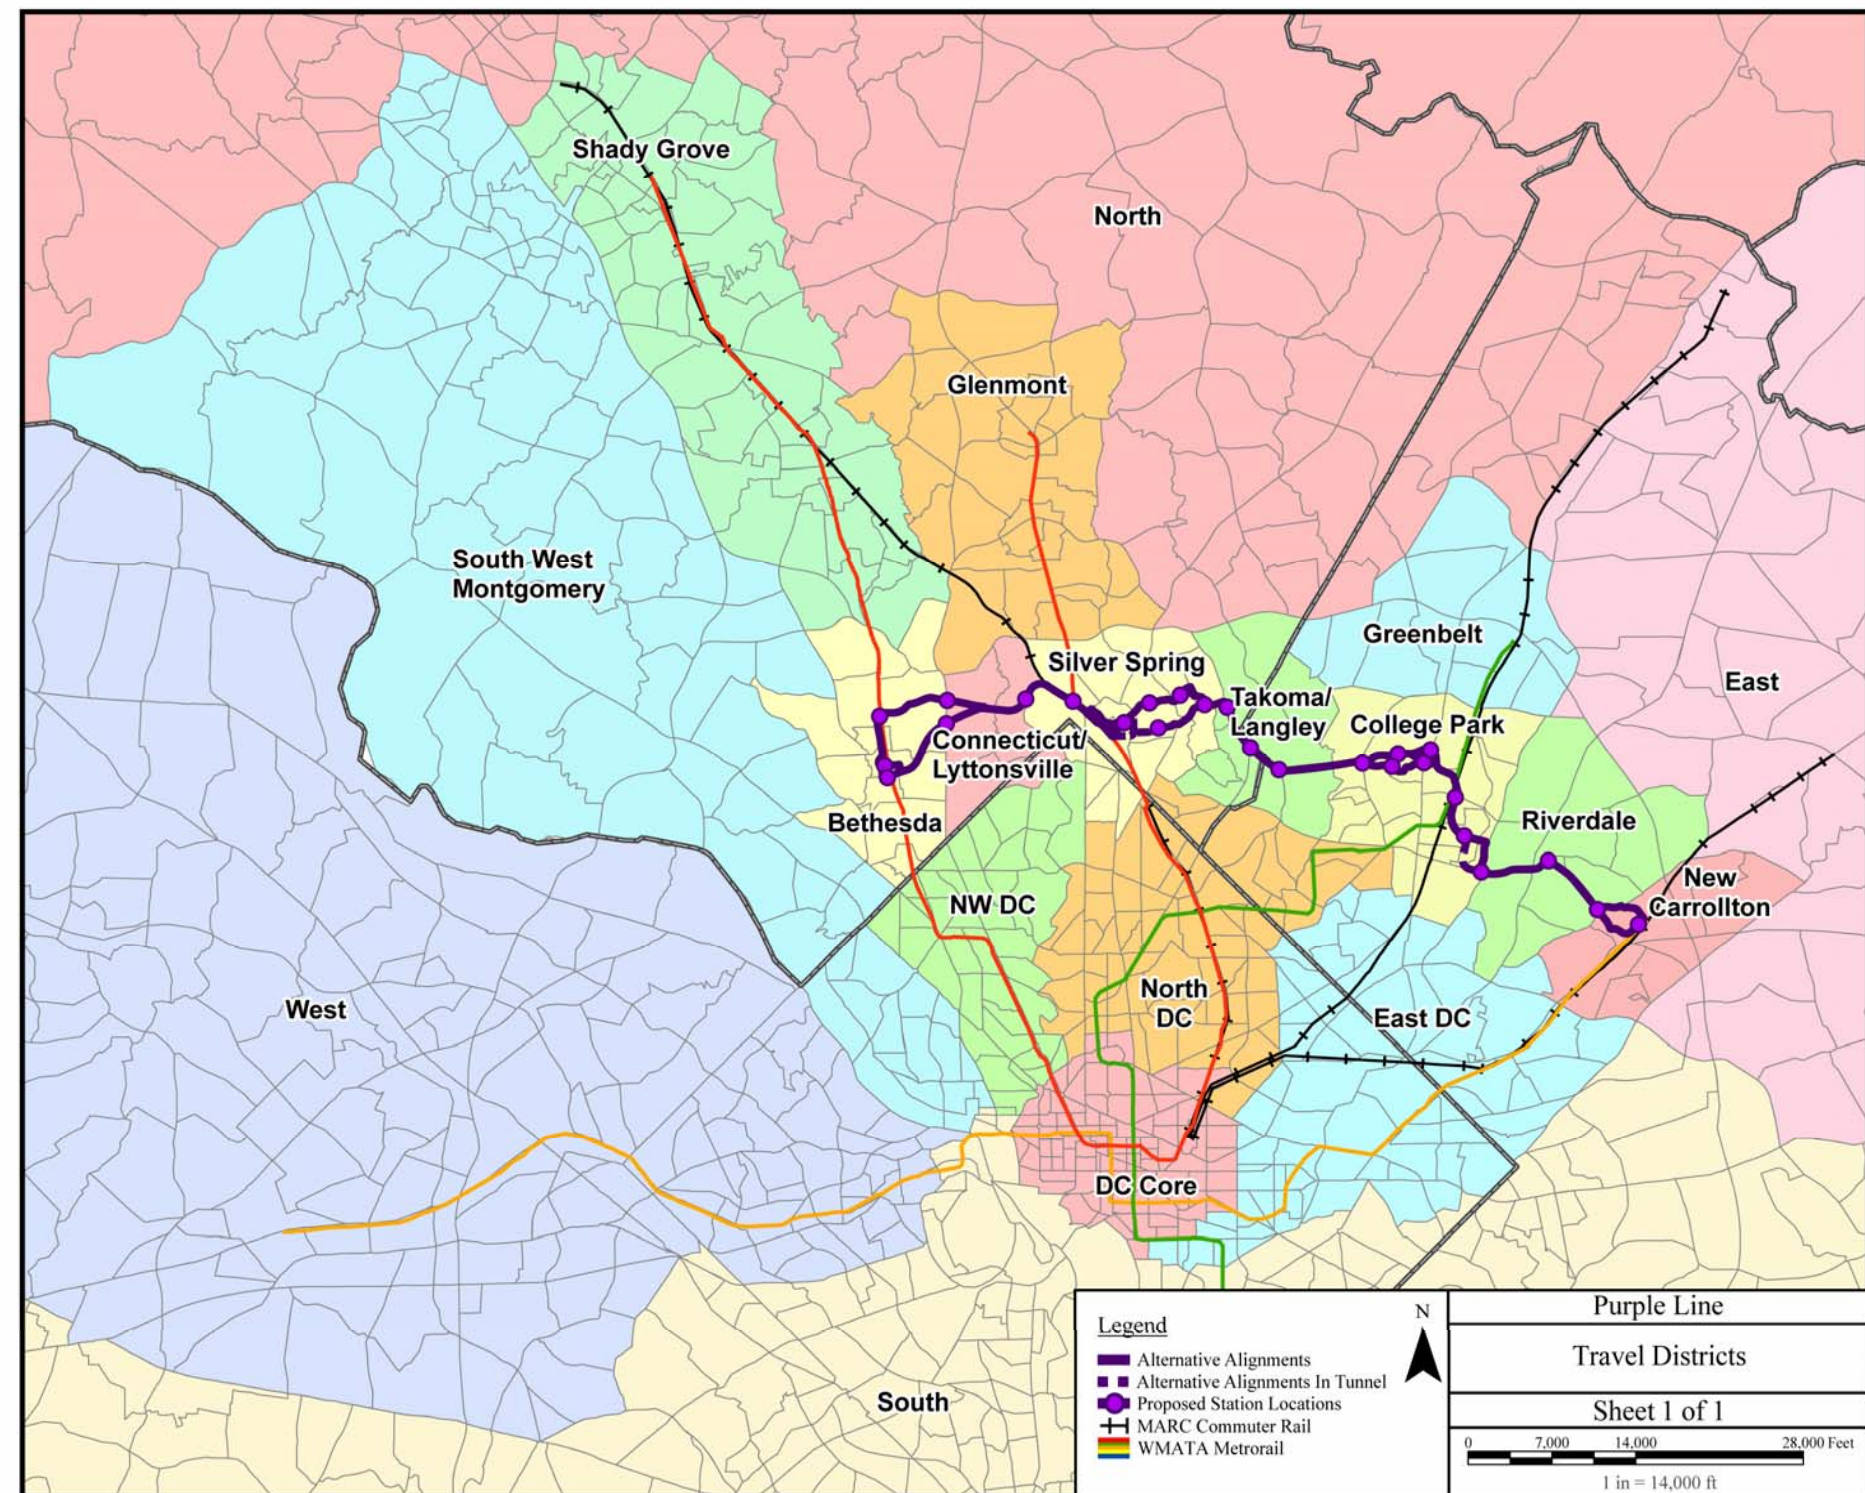 Shady Grove
North
Glenmont
South West
Montgomery
Greenbelt
Silver Spring
East
Takoma/
Langley
College Park
Connecticut/
Lyttonsville
Bethesda
Riverdale
New
Carrollton
NW DC
North
DC
West
East DC
DC Core
South
Legend
Alternative Alignments
Alternative Alignments In Tunnel
Proposed Station Locations
MARC Commuter Rail
WMATA Metrorail
N
Purple Line
Travel Districts
Sheet 1 of 1
0 7,000 14,000 28,000 Feet
1 in = 14,000 ft